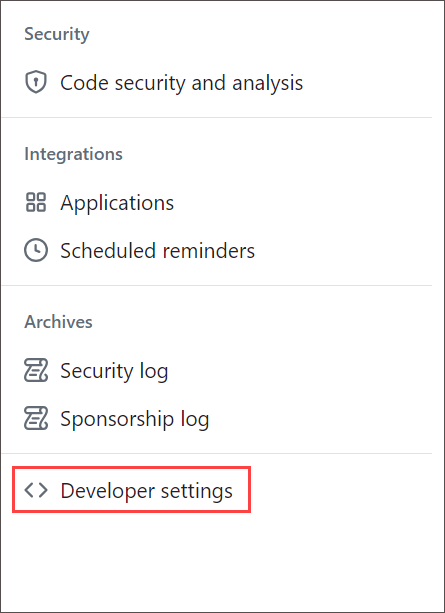 Security
Code security and analysis
Integrations
Applications
Scheduled reminders
Archives
Security log
Sponsorship log
Developer settings